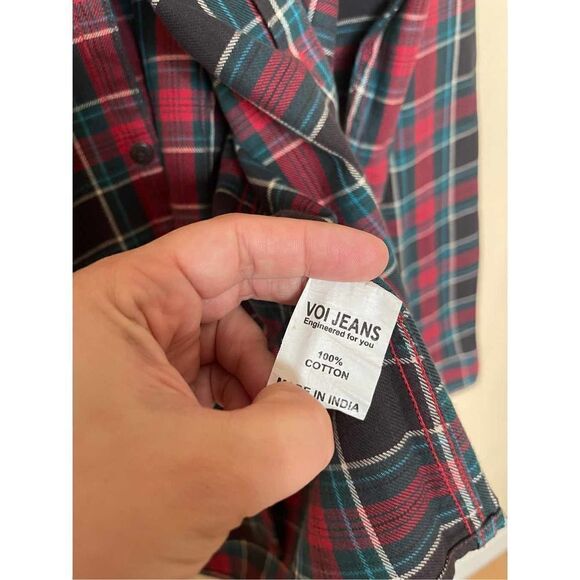 VOI JEANS
Engineered for you
100%
COTTON
MADE IN INDIA